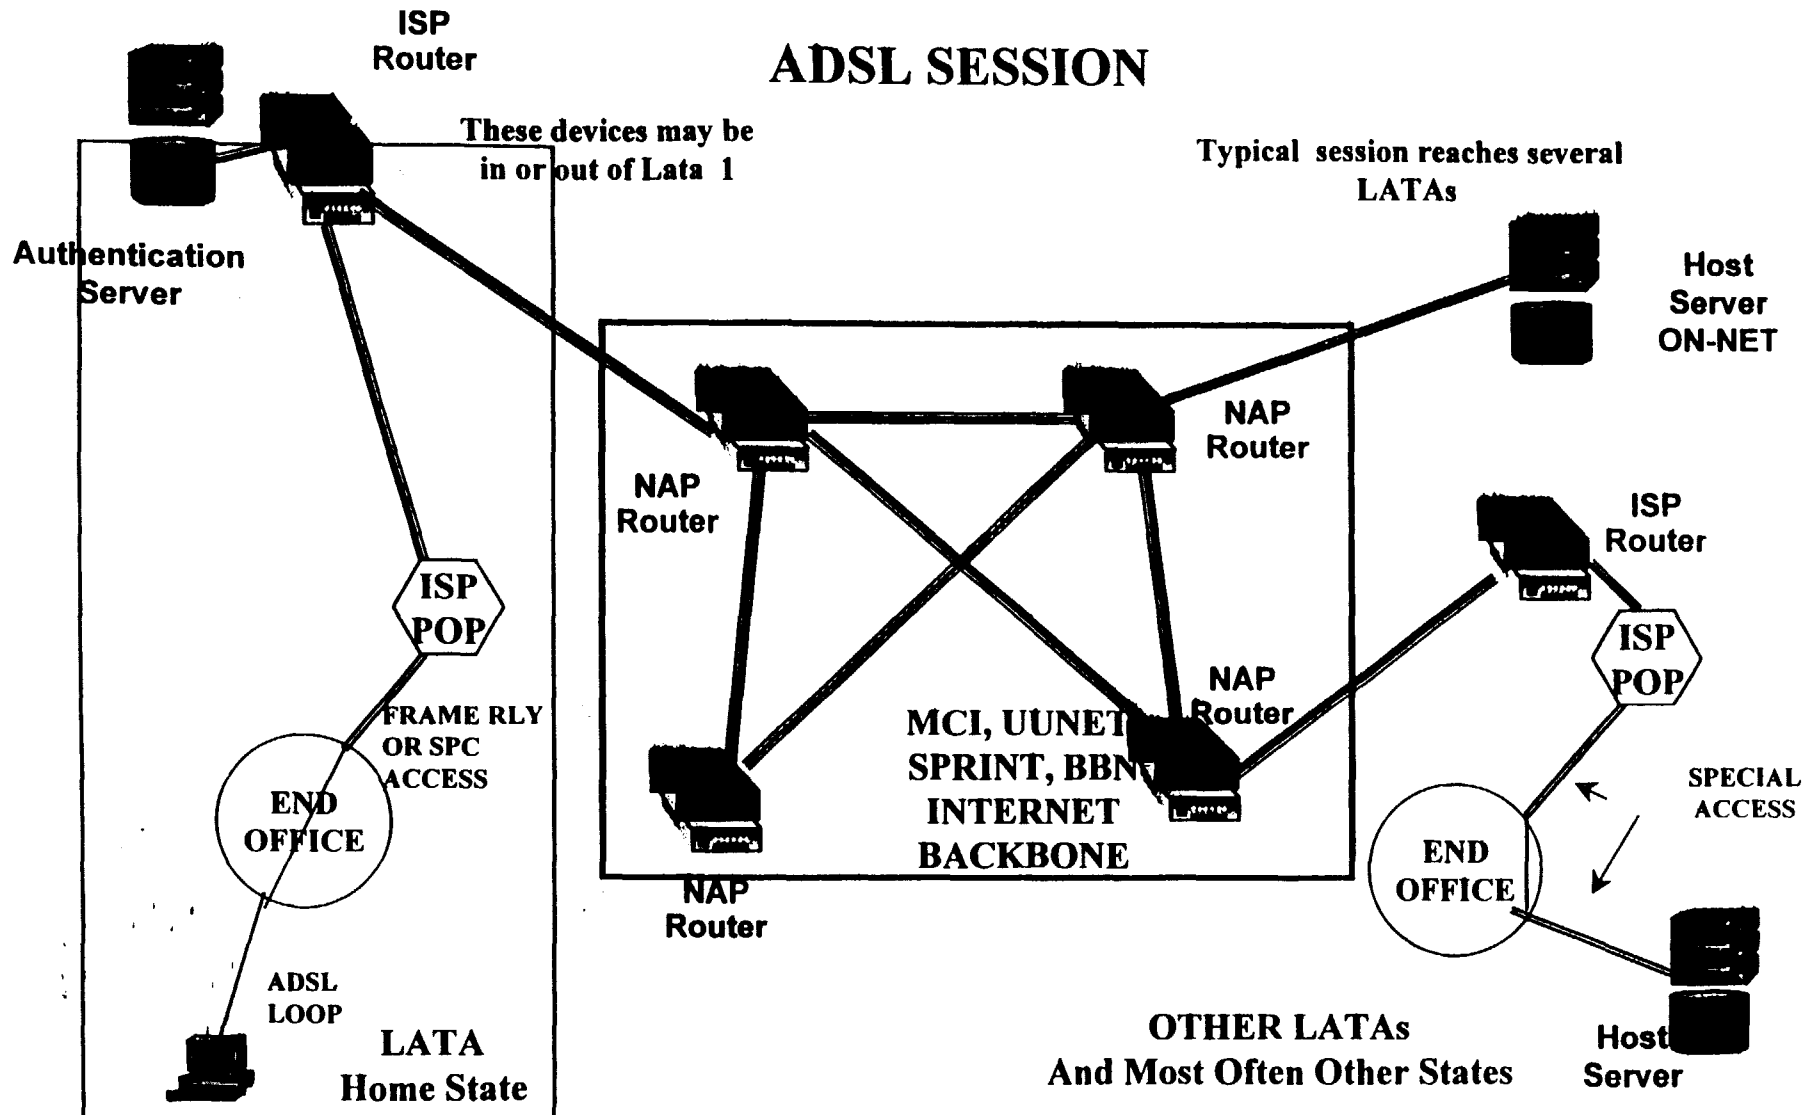 ADSL SESSION
ISP
Router
These devices may be
in or out of Lata 1
Typical session reaches several
LATAs
Authentication
Server
Host
Server
ON-NET
NAP
Router
NAP
Router
ISP
Router
ISP
POP
ISP
POP
FRAME RLY
OR SPC
ACCESS
NAP
Router
MCI, UUNET
SPRINT, BBN
INTERNET
BACKBONE
SPECIAL
ACCESS
END
OFFICE
END
OFFICE
NAP
Router
ADSL
LOOP
LATA
Home State
OTHER LATAs
And Most Often Other States
Host
Server